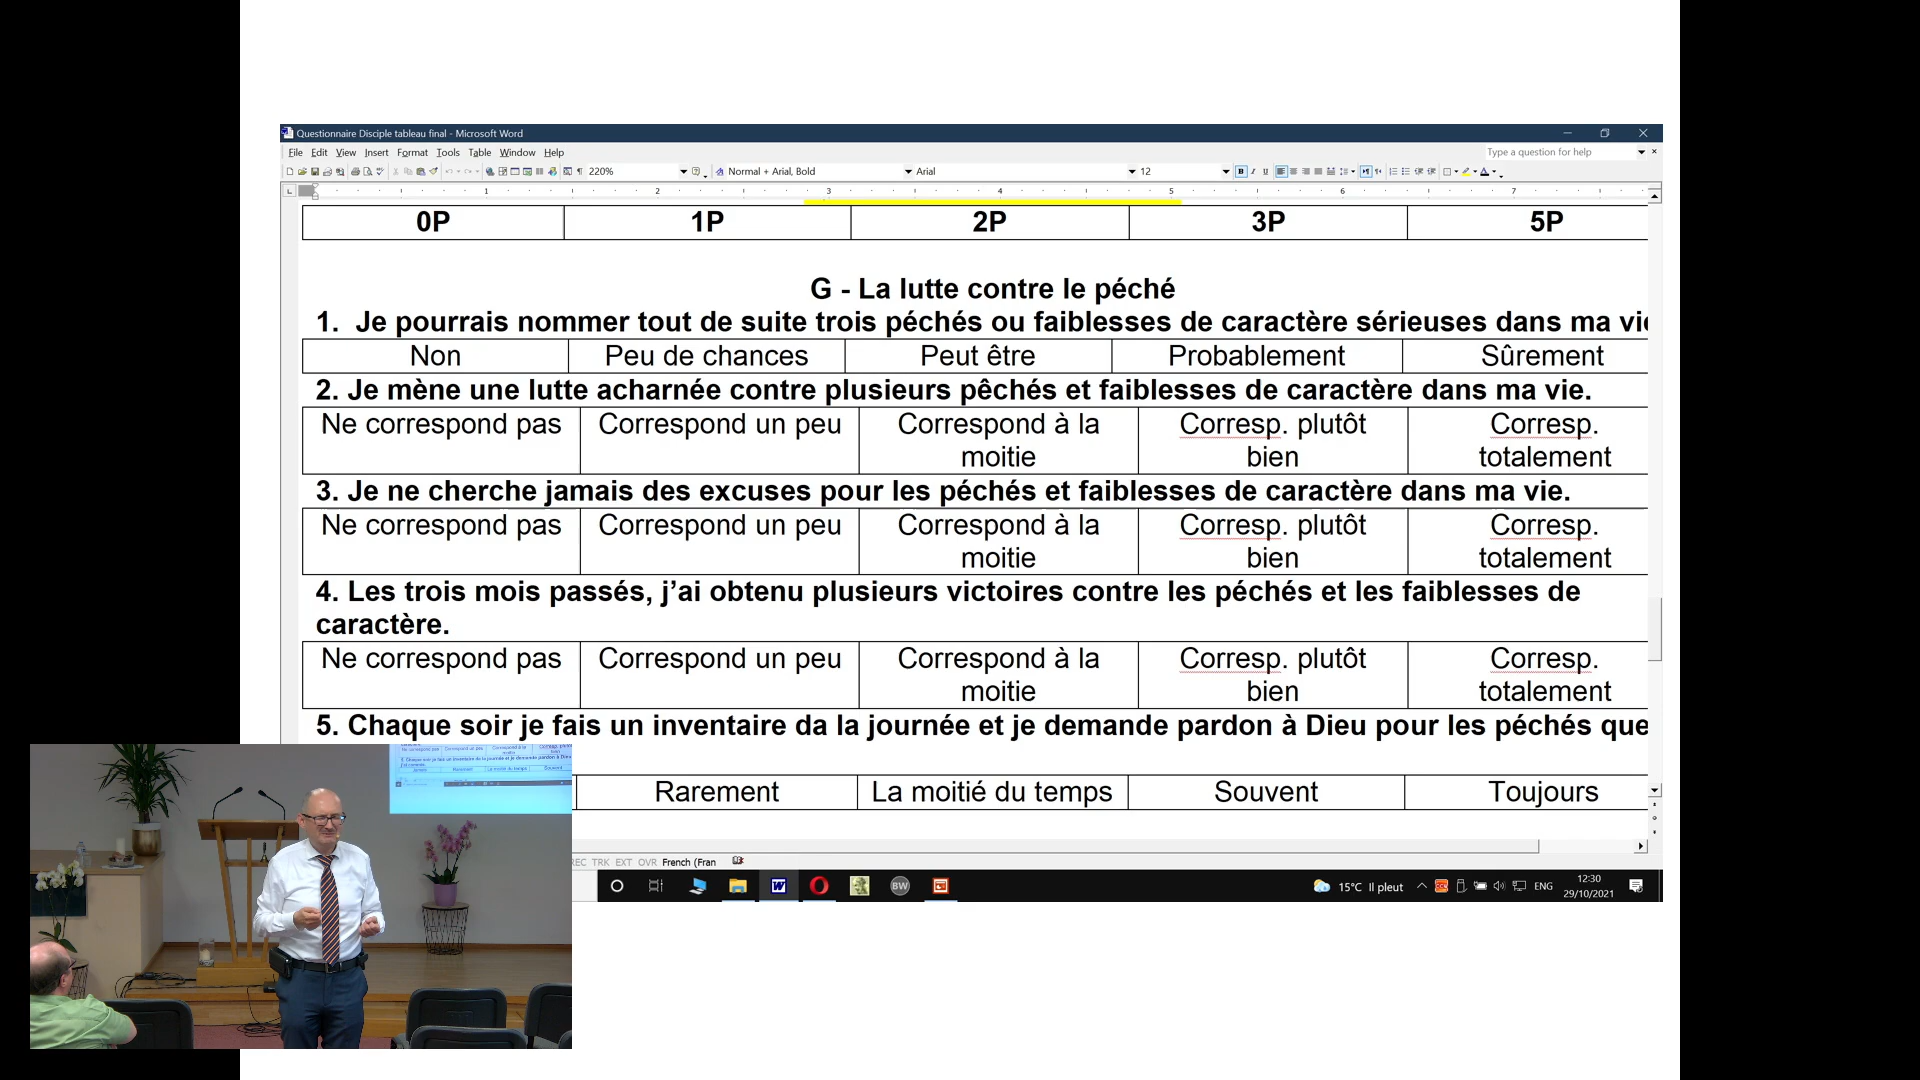 Questionnaire Disciple tableau final - Microsoft Word
File Edit View Insert Format Tools Table Window Help
Type a question for help
220% Normal + Arial, Bold Arial 12
1 2 3 4 5 6 7
0P 1P 2P 3P 5P
G - La lutte contre le péché
1. Je pourrais nommer tout de suite trois péchés ou faiblesses de caractère sérieuses dans ma
Non Peu de chances Peut être Probablement Sûrement
2. Je mène une lutte acharnée contre plusieurs pêchés et faiblesses de caractère dans ma vie.
Ne correspond pas Correspond un peu Correspond à la Corresp. plutôt Corresp.
moitie bien totalement
3. Je ne cherche jamais des excuses pour les péchés et faiblesses de caractère dans ma vie.
Ne correspond pas Correspond un peu Correspond à la Corresp. plutôt Corresp.
moitie bien totalement
4. Les trois mois passés, j’ai obtenu plusieurs victoires contre les péchés et les faiblesses de
caractère.
Ne correspond pas Correspond un peu Correspond à la Corresp. plutôt Corresp.
moitie bien totalement
5. Chaque soir je fais un inventaire da la journée et je demande pardon à Dieu pour les péchés que
Rarement La moitié du temps Souvent Toujours
REC TRK EXT OVR French (Fran
BW
15°C Il pleut ENG
12:30
29/10/2021